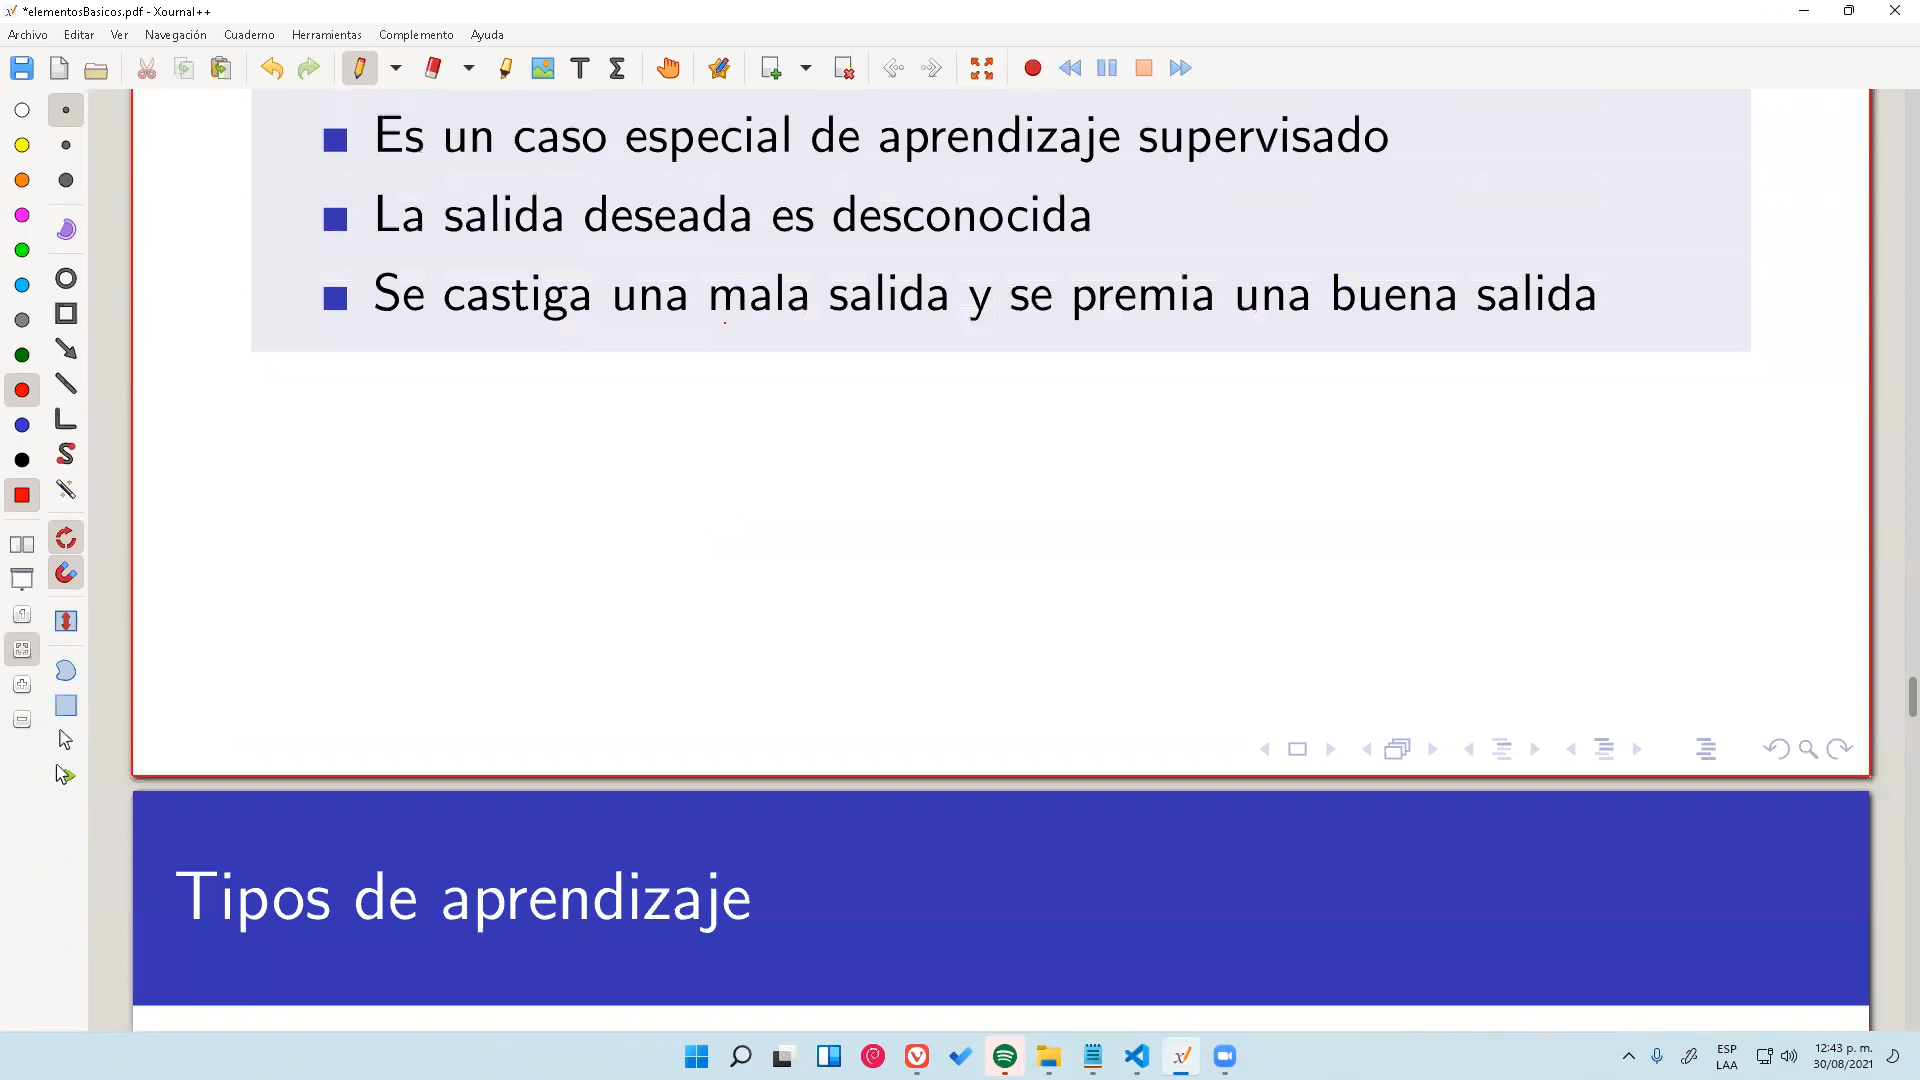 *elementosBasicos.pdf - Xournal++
Archivo Editar Ver Navegación Cuaderno Herramientas Complemento Ayuda
Es un caso especial de aprendizaje supervisado
La salida deseada es desconocida
Se castiga una mala salida y se premia una buena salida
Tipos de aprendizaje
ESP
LAA
12:43 p. m.
30/08/2021